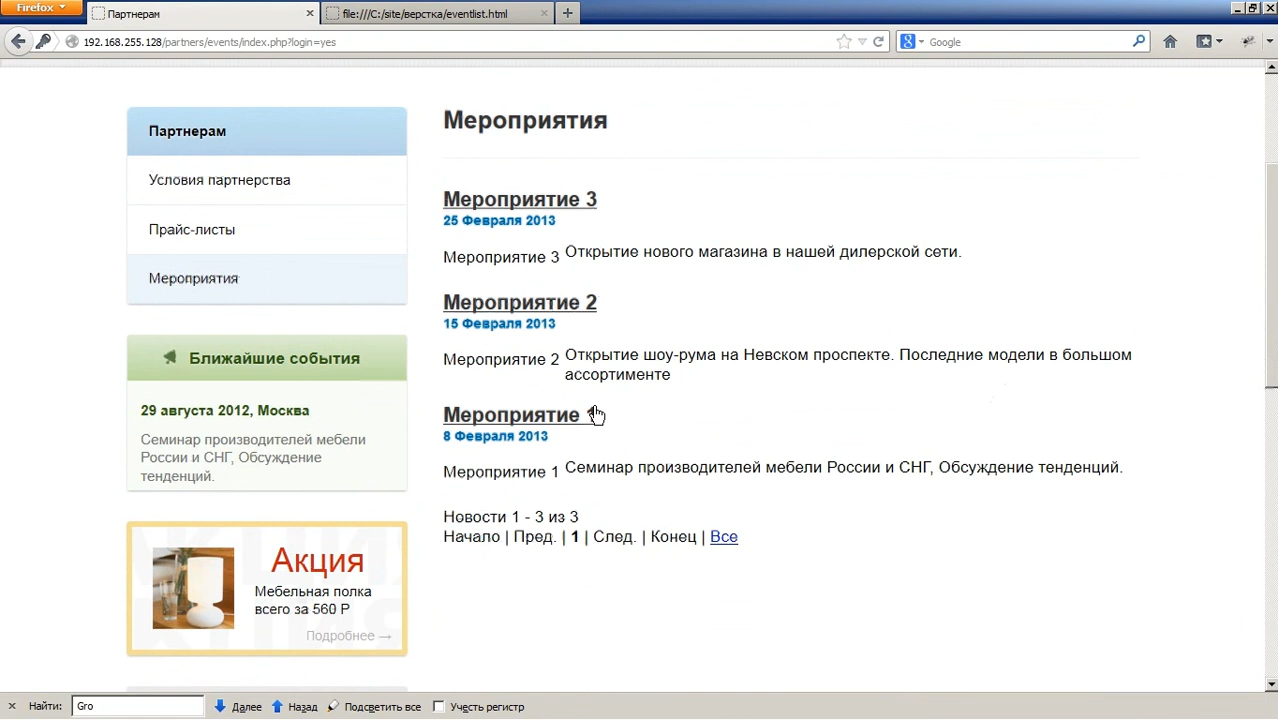 Firefox
Партнерам
file:///C:/site/верстка/eventlist.html
192.168.255.128/partners/events/index.php?login=yes
Google
Партнерам
Условия партнерства
Прайс-листы
Мероприятия
Ближайшие события
29 августа 2012, Москва
Семинар производителей мебели
России и СНГ, Обсуждение
тенденций.
Акция
Мебельная полка
всего за 560 Р
Подробнее →
Мероприятия
Мероприятие 3
25 Февраля 2013
Мероприятие 3 Открытие нового магазина в нашей дилерской сети.
Мероприятие 2
15 Февраля 2013
Мероприятие 2 Открытие шоу-рума на Невском проспекте. Последние модели в большом
ассортименте
Мероприятие
8 Февраля 2013
Мероприятие 1 Семинар производителей мебели России и СНГ, Обсуждение тенденций.
Новости 1 - 3 из 3
Начало | Пред. | 1 | След. | Конец | Все
Найти: Gro Далее Назад Подсветить все Учесть регистр